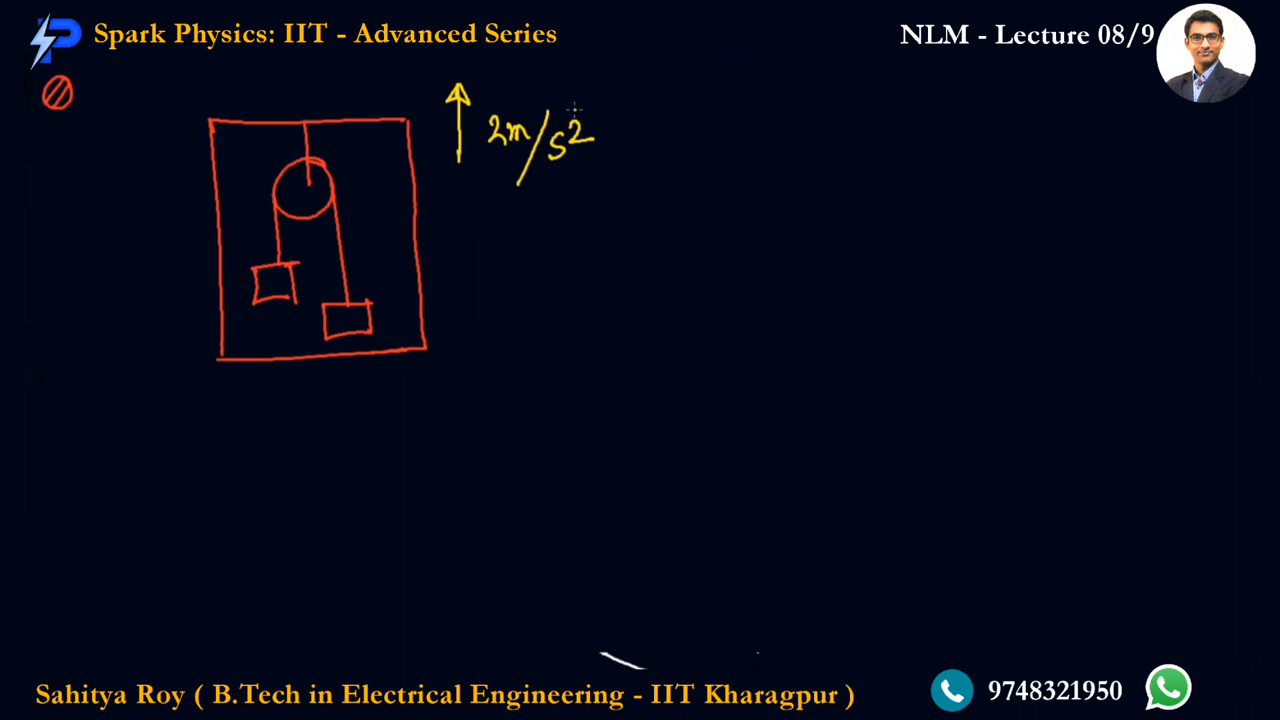 Spark Physics: IIT - Advanced Series
NLM - Lecture 08/9
2m/s²
Sahitya Roy ( B.Tech in Electrical Engineering - IIT Kharagpur )
9748321950